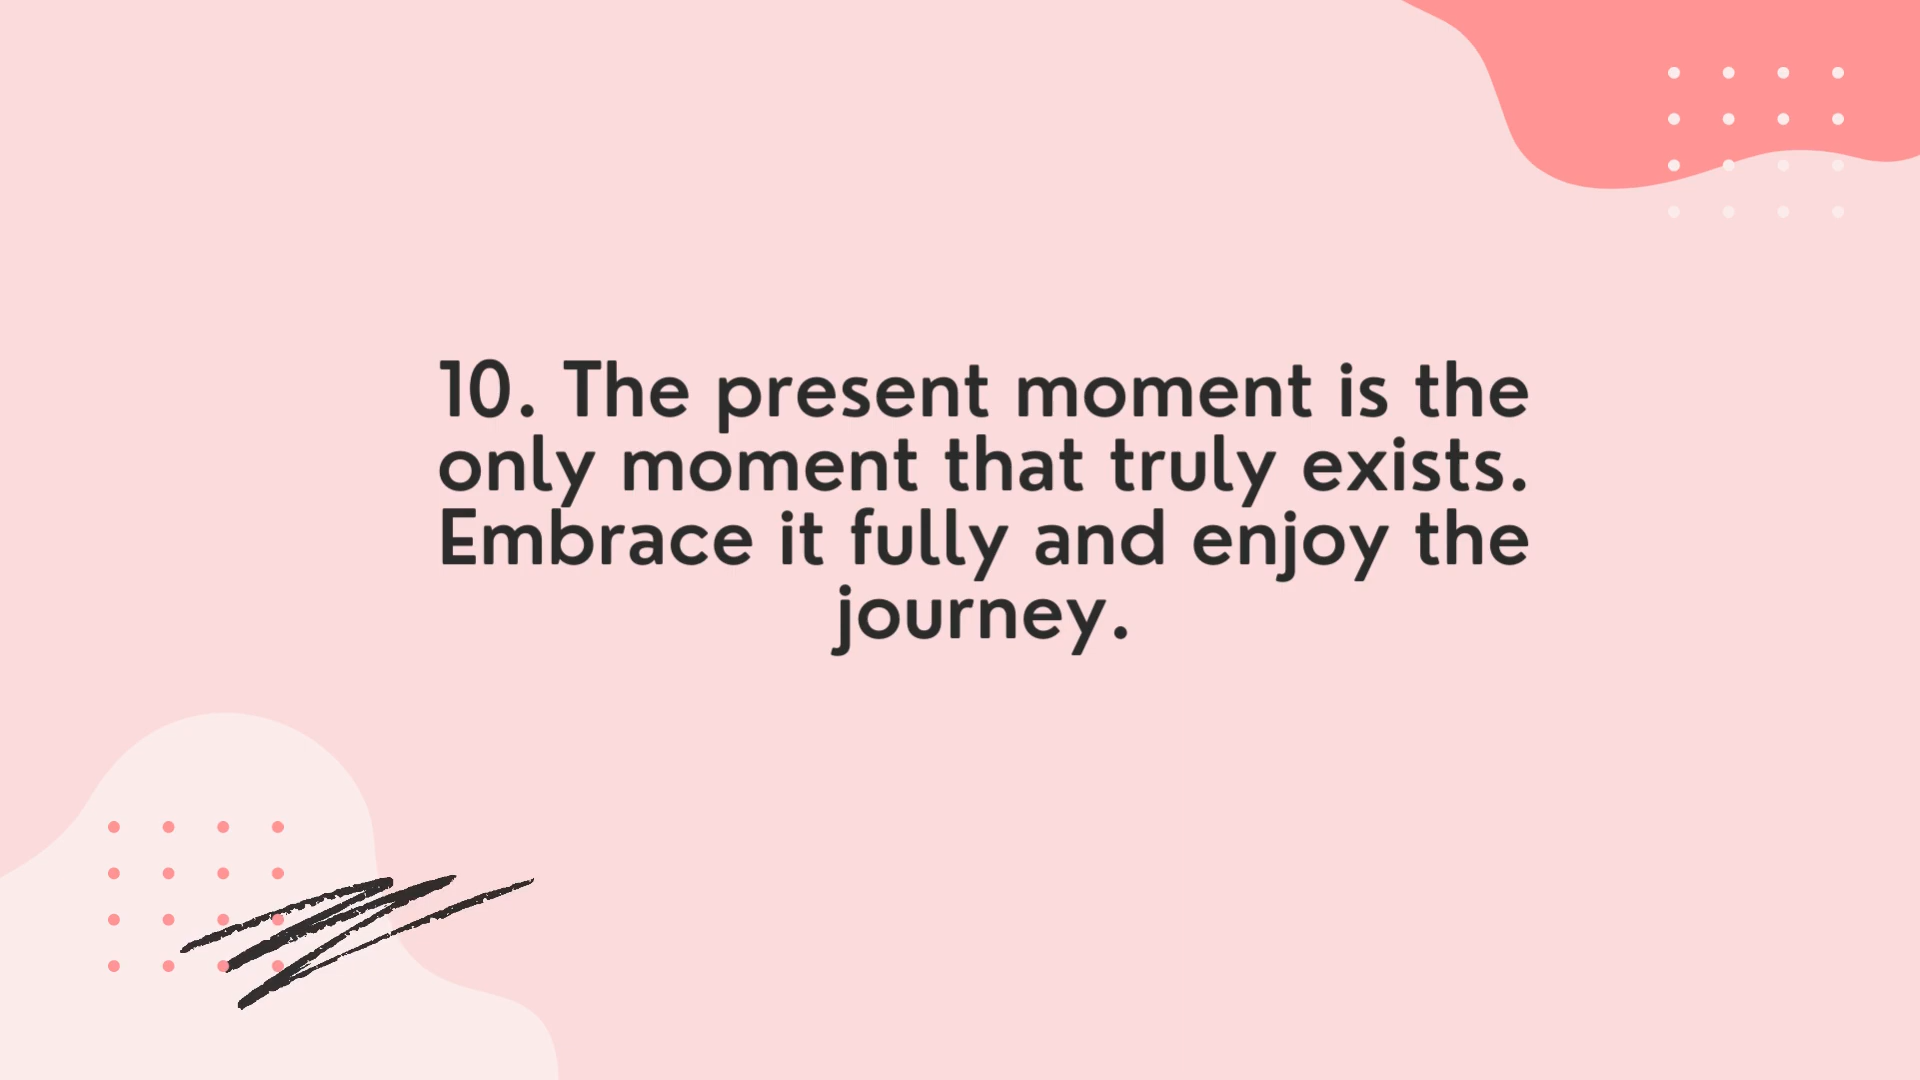 10. The present moment is the
only moment that truly exists.
Embrace it fully and enjoy the
journey.